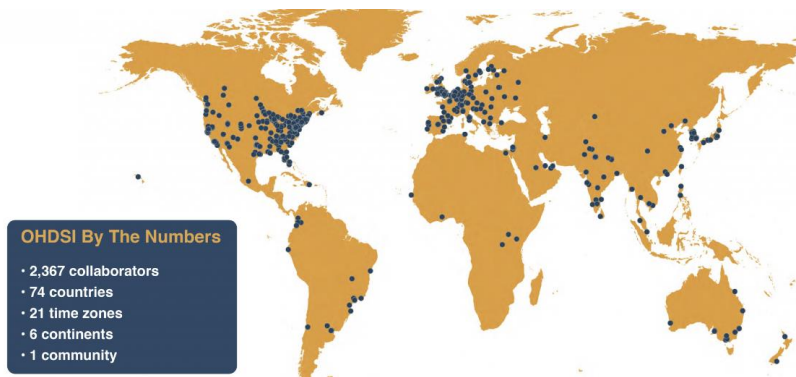 OHDSI By The Numbers
• 2,367 collaborators
• 74 countries
• 21 time zones
• 6 continents
• 1 community